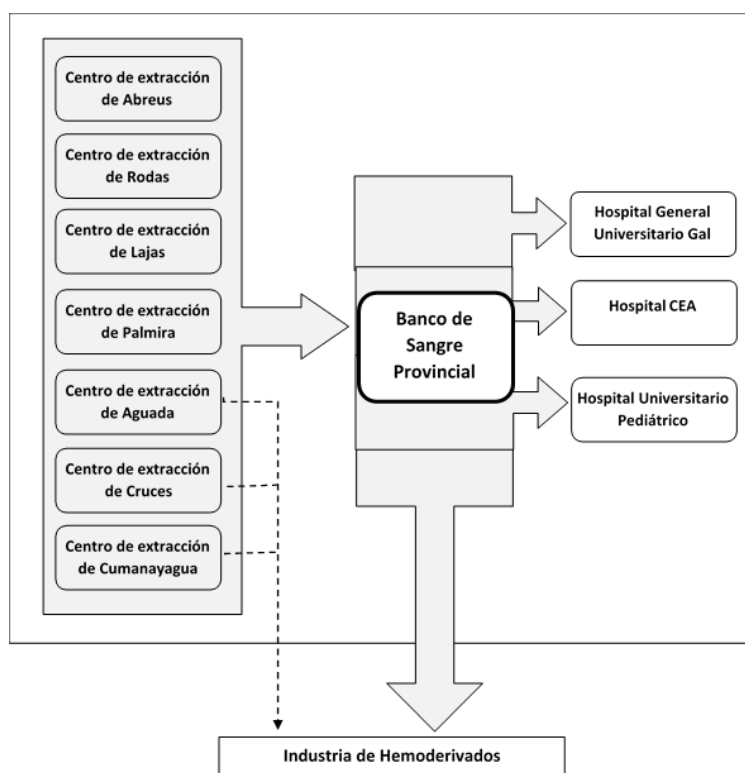 Centro de extracción
de Abreus
Centro de extracción
de Rodas
Centro de extracción
de Lajas
Centro de extracción
de Palmira
Centro de extracción
de Aguada
Centro de extracción
de Cruces
Centro de extracción
de Cumanayagua
Banco de
Sangre
Provincial
Hospital General
Universitario Gal
Hospital CEA
Hospital Universitario
Pediátrico
Industria de Hemoderivados